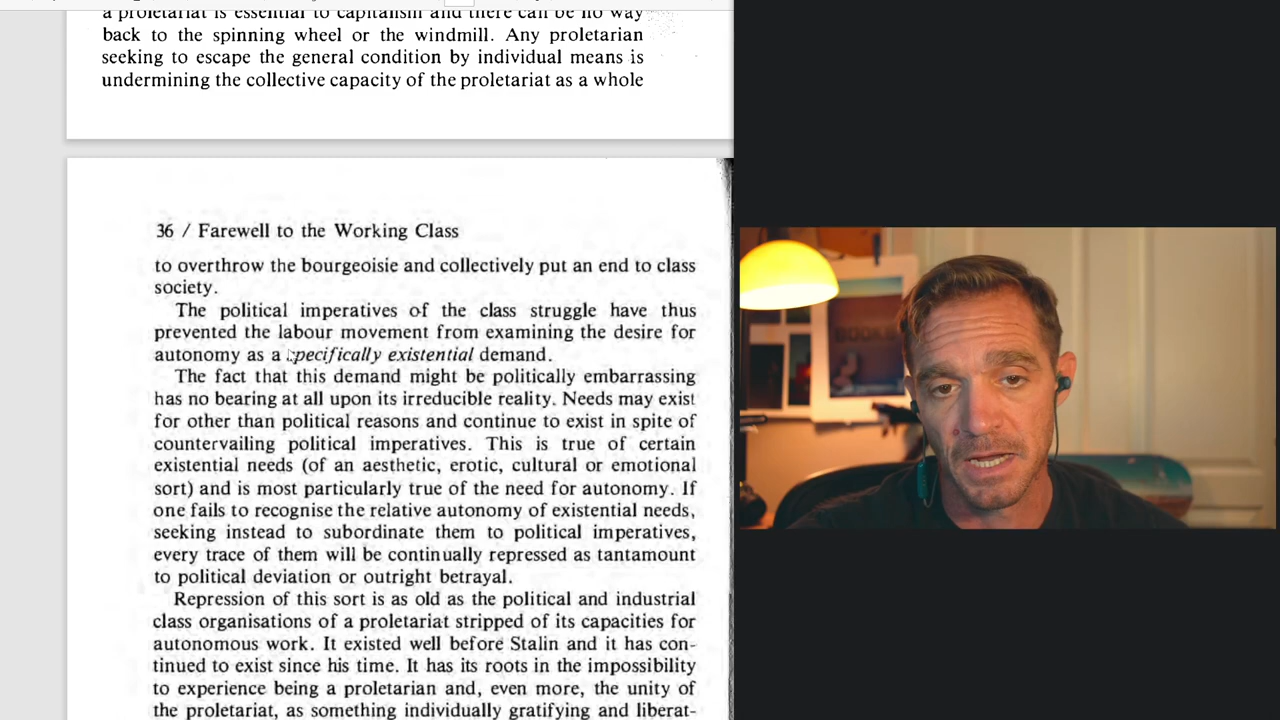 a proletariat is essential to capitalism and there can be no way
back to the spinning wheel or the windmill. Any proletarian
seeking to escape the general condition by individual means is
undermining the collective capacity of the proletariat as a whole
36 / Farewell to the Working Class
to overthrow the bourgeoisie and collectively put an end to class
society.
The political imperatives of the class struggle have thus
prevented the labour movement from examining the desire for
autonomy as a specifically existential demand.
The fact that this demand might be politically embarrassing
has no bearing at all upon its irreducible reality. Needs may exist
for other than political reasons and continue to exist in spite of
countervailing political imperatives. This is true of certain
existential needs (of an aesthetic, erotic, cultural or emotional
sort) and is most particularly true of the need for autonomy. If
one fails to recognise the relative autonomy of existential needs,
seeking instead to subordinate them to political imperatives,
every trace of them will be continually repressed as tantamount
to political deviation or outright betrayal.
Repression of this sort is as old as the political and industrial
class organisations of a proletariat stripped of its capacities for
autonomous work. It existed well before Stalin and it has con-
tinued to exist since his time. It has its roots in the impossibility
to experience being a proletarian and, even more, the unity of
the proletariat, as something individually gratifying and liberat-
BOOKS